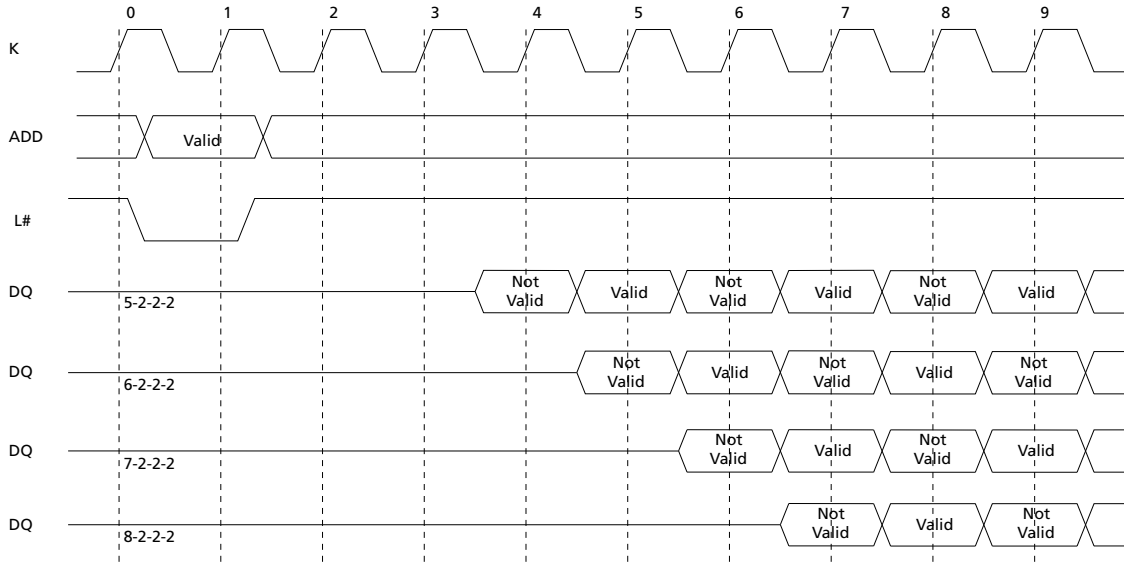 0 1 2 3 4 5 6 7 8 9
K
ADD Valid
L#
DQ 5-2-2-2 Not Valid Valid Not Valid Valid Not Valid Valid
DQ 6-2-2-2 Not Valid Valid Not Valid Valid Not Valid
DQ 7-2-2-2 Not Valid Valid Not Valid Valid
DQ 8-2-2-2 Not Valid Valid Not Valid